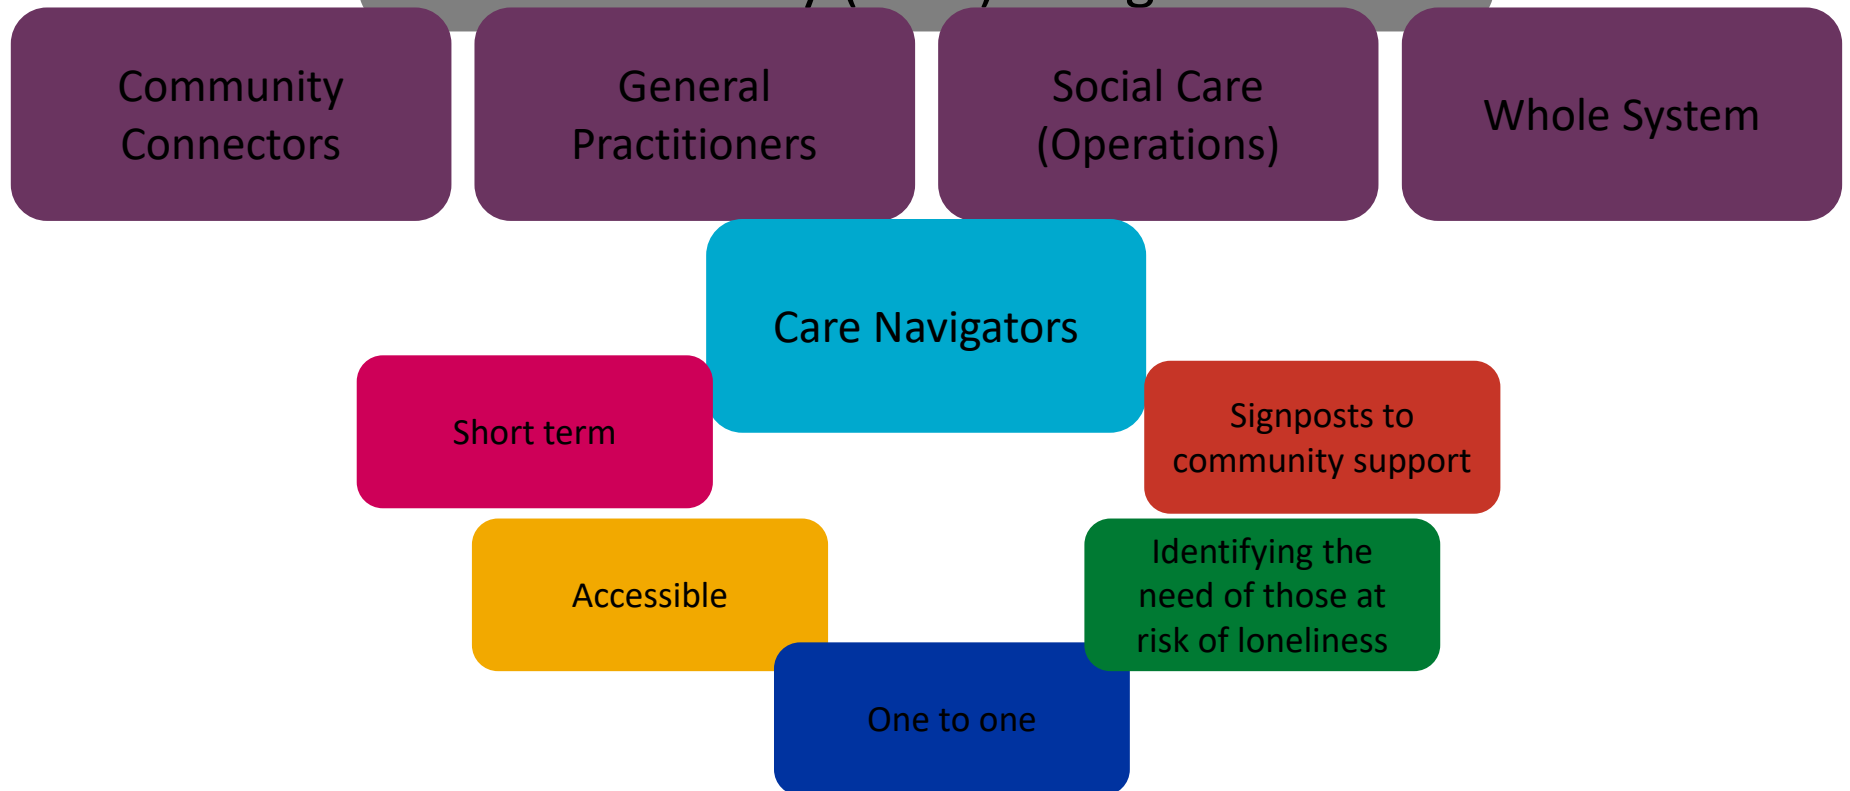 Community
Connectors
General
Practitioners
Social Care
(Operations)
Whole System
Care Navigators
Short term
Signposts to
community support
Accessible
Identifying the
need of those at
risk of loneliness
One to one